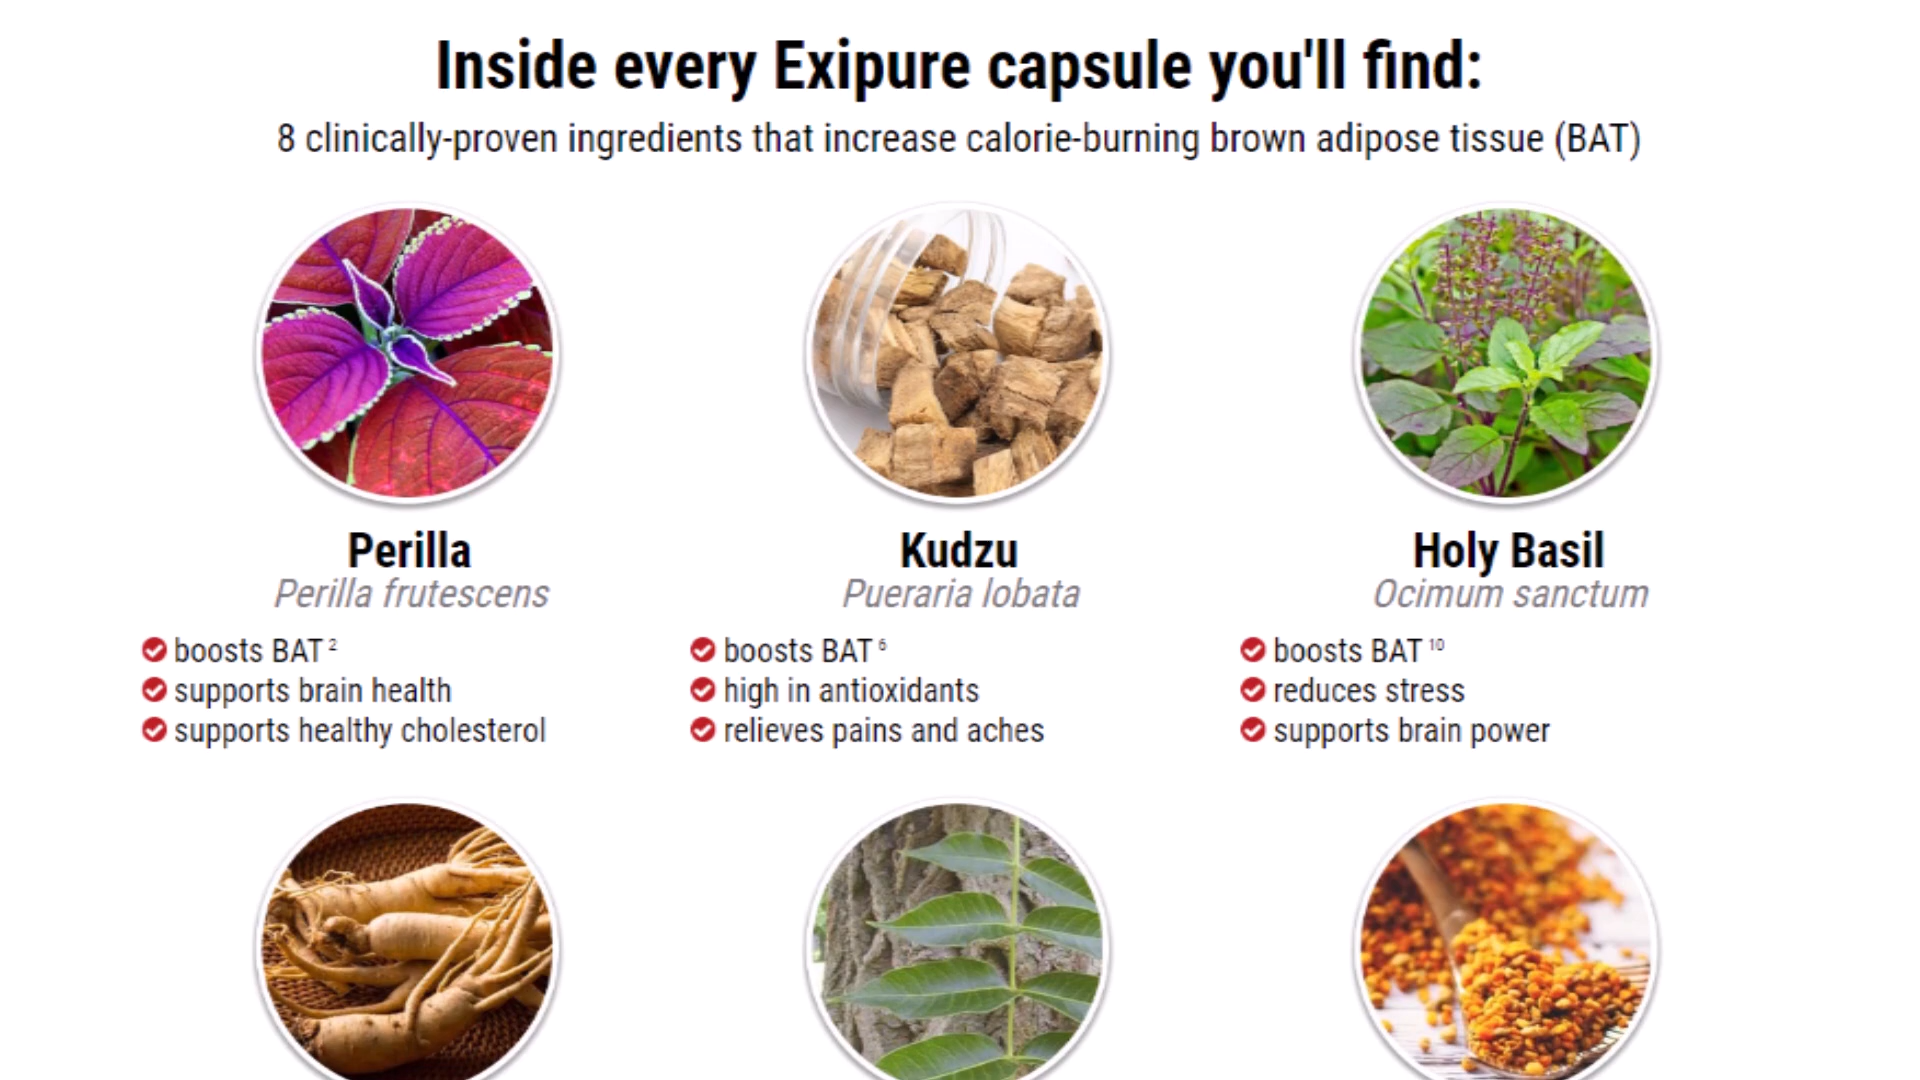 Inside every Exipure capsule you'll find:
8 clinically-proven ingredients that increase calorie-burning brown adipose tissue (BAT)
Perilla
Perilla frutescens
boosts BAT ²
supports brain health
supports healthy cholesterol
Kudzu
Pueraria lobata
boosts BAT ⁶
high in antioxidants
relieves pains and aches
Holy Basil
Ocimum sanctum
boosts BAT ¹⁰
reduces stress
supports brain power